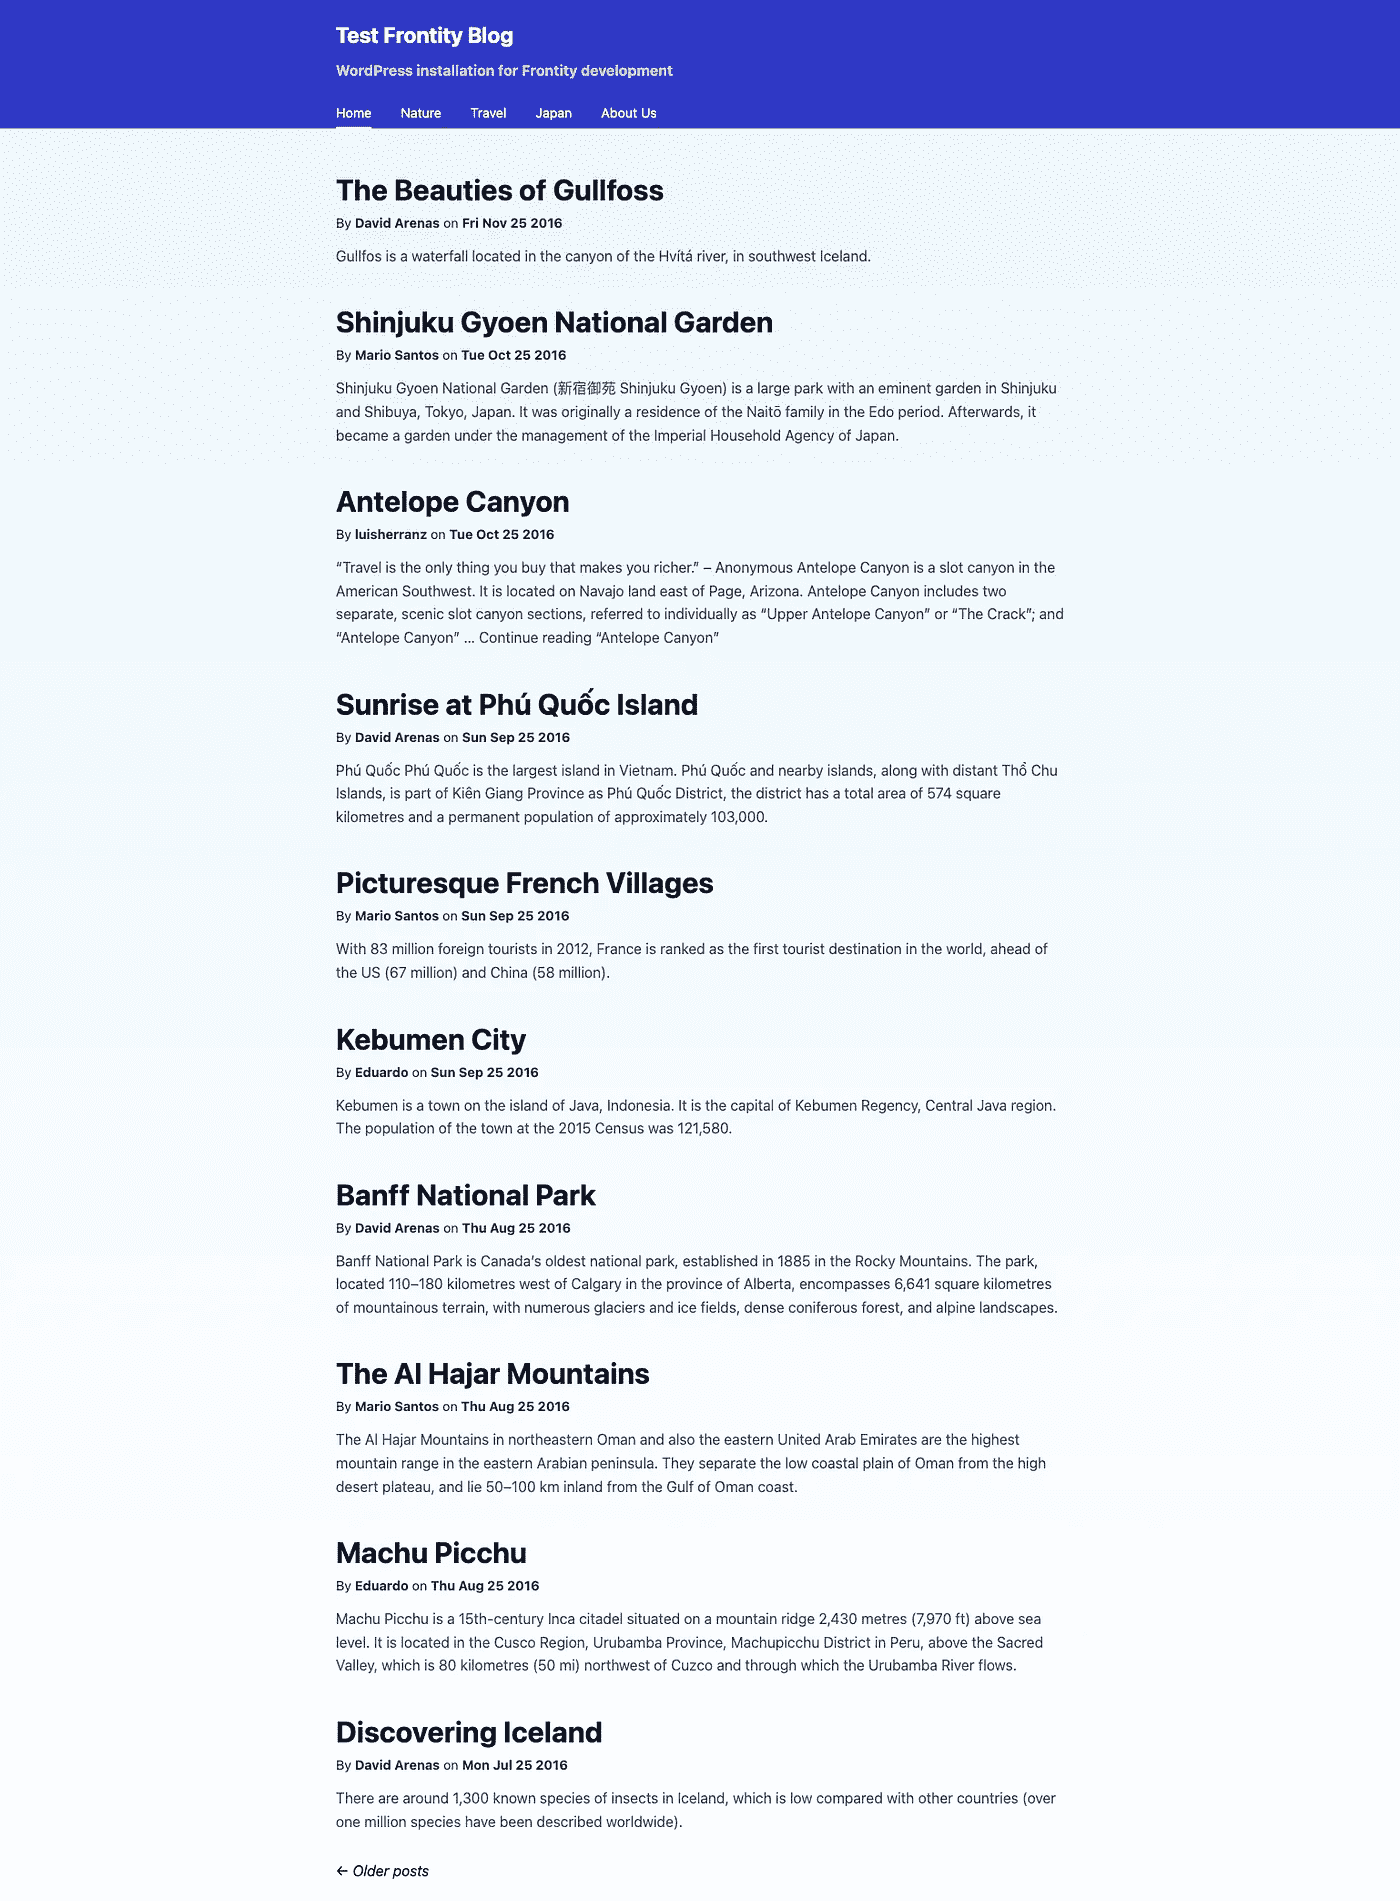 Test Frontity Blog
WordPress installation for Frontity development
Home Nature Travel Japan About Us
The Beauties of Gullfoss
By David Arenas on Fri Nov 25 2016
Gullfos is a waterfall located in the canyon of the Hvítá river, in southwest Iceland.
Shinjuku Gyoen National Garden
By Mario Santos on Tue Oct 25 2016
Shinjuku Gyoen National Garden (新宿御苑 Shinjuku Gyoen) is a large park with an eminent garden in Shinjuku
and Shibuya, Tokyo, Japan. It was originally a residence of the Naitō family in the Edo period. Afterwards, it
became a garden under the management of the Imperial Household Agency of Japan.
Antelope Canyon
By luisherranz on Tue Oct 25 2016
“Travel is the only thing you buy that makes you richer.” – Anonymous Antelope Canyon is a slot canyon in the
American Southwest. It is located on Navajo land east of Page, Arizona. Antelope Canyon includes two
separate, scenic slot canyon sections, referred to individually as “Upper Antelope Canyon” or “The Crack”; and
“Antelope Canyon” … Continue reading “Antelope Canyon”
Sunrise at Phú Quốc Island
By David Arenas on Sun Sep 25 2016
Phú Quốc Phú Quốc is the largest island in Vietnam. Phú Quốc and nearby islands, along with distant Thổ Chu
Islands, is part of Kiên Giang Province as Phú Quốc District, the district has a total area of 574 square
kilometres and a permanent population of approximately 103,000.
Picturesque French Villages
By Mario Santos on Sun Sep 25 2016
With 83 million foreign tourists in 2012, France is ranked as the first tourist destination in the world, ahead of
the US (67 million) and China (58 million).
Kebumen City
By Eduardo on Sun Sep 25 2016
Kebumen is a town on the island of Java, Indonesia. It is the capital of Kebumen Regency, Central Java region.
The population of the town at the 2015 Census was 121,580.
Banff National Park
By David Arenas on Thu Aug 25 2016
Banff National Park is Canada’s oldest national park, established in 1885 in the Rocky Mountains. The park,
located 110–180 kilometres west of Calgary in the province of Alberta, encompasses 6,641 square kilometres
of mountainous terrain, with numerous glaciers and ice fields, dense coniferous forest, and alpine landscapes.
The Al Hajar Mountains
By Mario Santos on Thu Aug 25 2016
The Al Hajar Mountains in northeastern Oman and also the eastern United Arab Emirates are the highest
mountain range in the eastern Arabian peninsula. They separate the low coastal plain of Oman from the high
desert plateau, and lie 50–100 km inland from the Gulf of Oman coast.
Machu Picchu
By Eduardo on Thu Aug 25 2016
Machu Picchu is a 15th-century Inca citadel situated on a mountain ridge 2,430 metres (7,970 ft) above sea
level. It is located in the Cusco Region, Urubamba Province, Machupicchu District in Peru, above the Sacred
Valley, which is 80 kilometres (50 mi) northwest of Cuzco and through which the Urubamba River flows.
Discovering Iceland
By David Arenas on Mon Jul 25 2016
There are around 1,300 known species of insects in Iceland, which is low compared with other countries (over
one million species have been described worldwide).
← Older posts